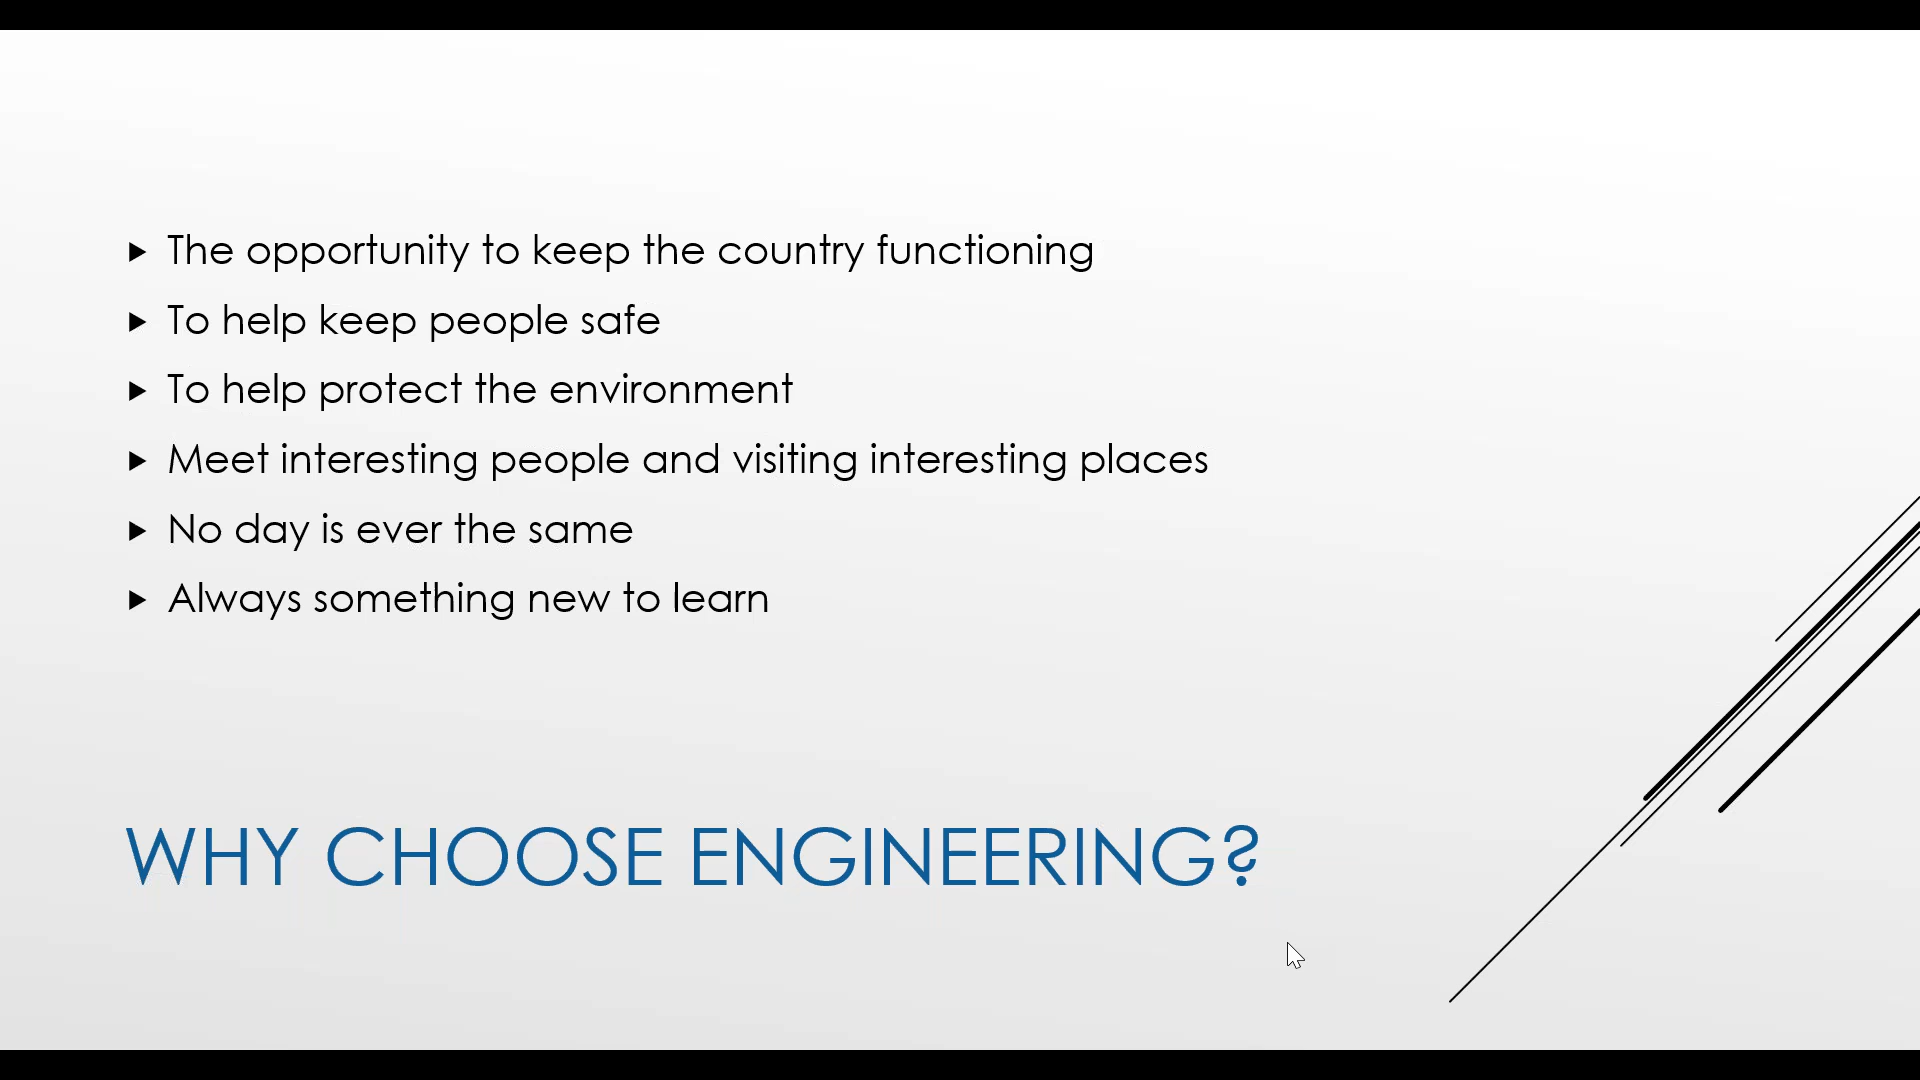 The opportunity to keep the country functioning
To help keep people safe
To help protect the environment
Meet interesting people and visiting interesting places
No day is ever the same
Always something new to learn
WHY CHOOSE ENGINEERING?